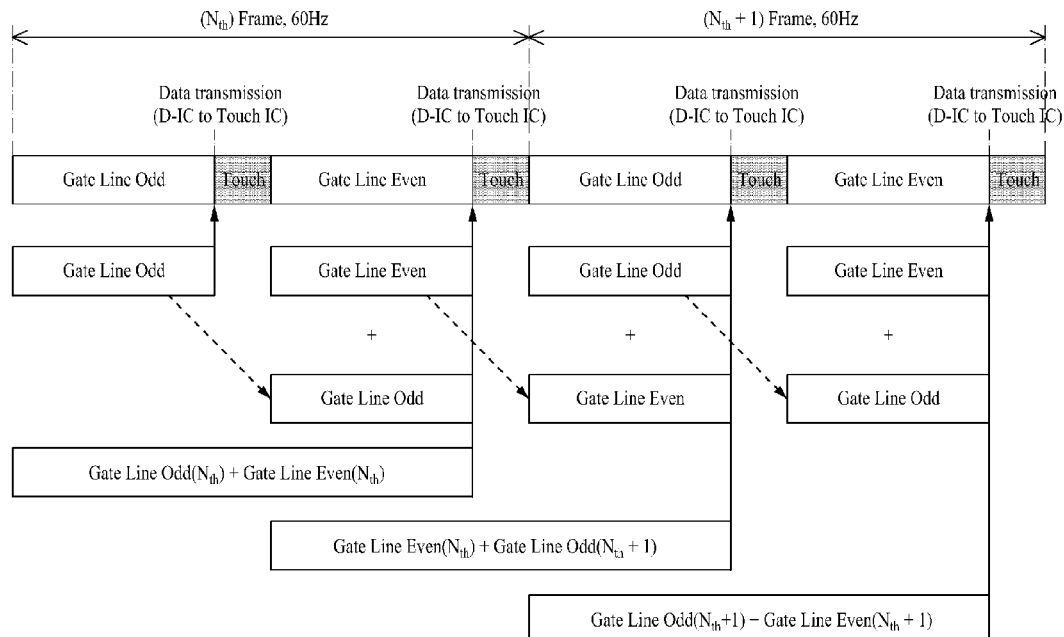 (Nth) Frame, 60Hz
(Nth + 1) Frame, 60Hz
Data transmission
(D-IC to Touch IC)
Data transmission
(D-IC to Touch IC)
Data transmission
(D-IC to Touch IC)
Data transmission
(D-IC to Touch IC)
Gate Line Odd
Touch
Gate Line Even
Touch
Gate Line Odd
Touch
Gate Line Even
Touch
Gate Line Odd
Gate Line Even
Gate Line Odd
Gate Line Even
+
+
+
Gate Line Odd
Gate Line Even
Gate Line Odd
Gate Line Odd(Nth) + Gate Line Even(Nth)
Gate Line Even(Nth) + Gate Line Odd(Nth + 1)
Gate Line Odd(Nth+1) − Gate Line Even(Nth + 1)